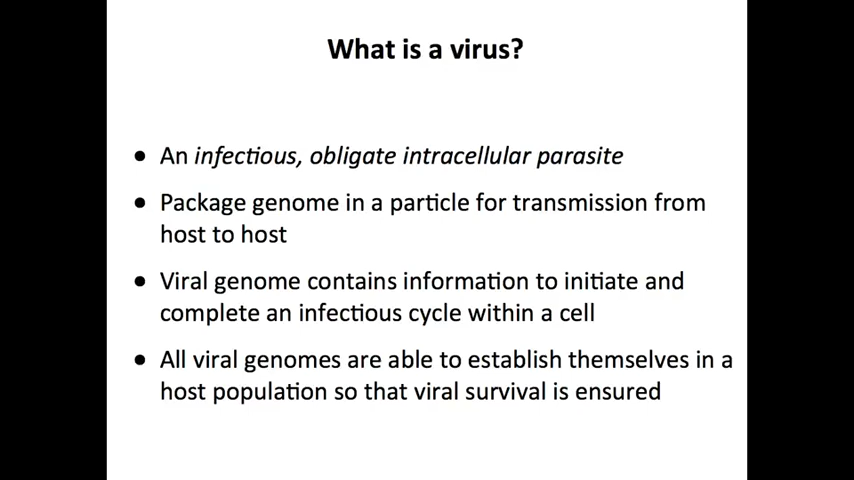 What is a virus?
● An infectious, obligate intracellular parasite
● Package genome in a particle for transmission from
host to host
● Viral genome contains information to initiate and
complete an infectious cycle within a cell
● All viral genomes are able to establish themselves in a
host population so that viral survival is ensured